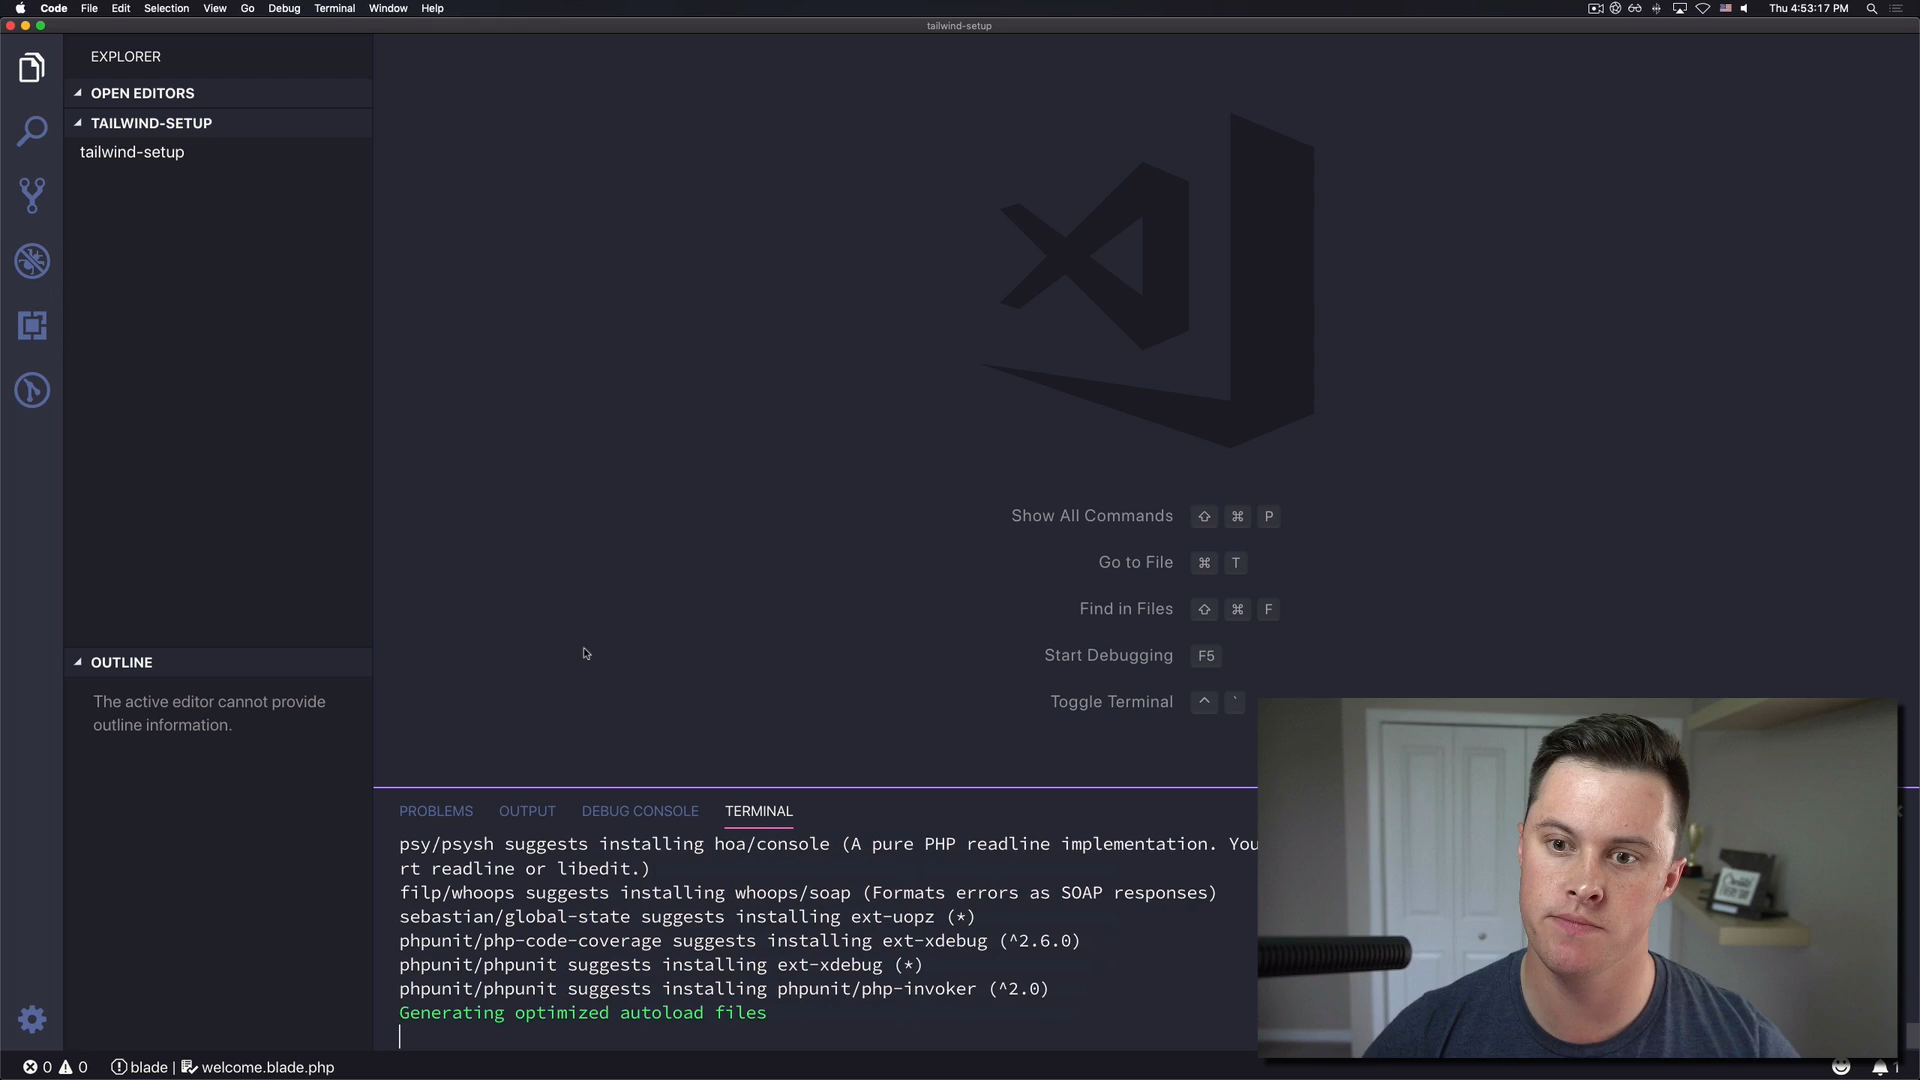 Code File Edit Selection View Go Debug Terminal Window Help Thu 4:53:17 PM
tailwind-setup
EXPLORER
OPEN EDITORS
TAILWIND-SETUP
tailwind-setup
Show All Commands ⇧ ⌘ P
Go to File ⌘ T
Find in Files ⇧ ⌘ F
Start Debugging F5
Toggle Terminal ^ `
OUTLINE
The active editor cannot provide
outline information.
PROBLEMS OUTPUT DEBUG CONSOLE TERMINAL
psy/psysh suggests installing hoa/console (A pure PHP readline implementation. You
rt readline or libedit.)
filp/whoops suggests installing whoops/soap (Formats errors as SOAP responses)
sebastian/global-state suggests installing ext-uopz (*)
phpunit/php-code-coverage suggests installing ext-xdebug (^2.6.0)
phpunit/phpunit suggests installing ext-xdebug (*)
phpunit/phpunit suggests installing phpunit/php-invoker (^2.0)
Generating optimized autoload files
0 0 blade | welcome.blade.php 1